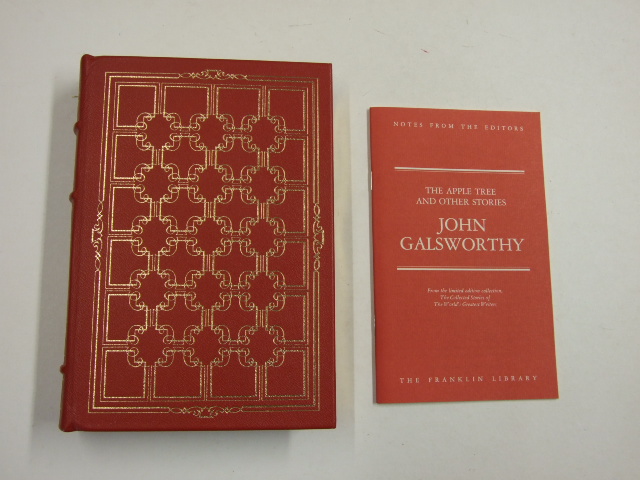 NOTES FROM THE EDITORS
THE APPLE TREE
AND OTHER STORIES
JOHN
GALSWORTHY
From the limited edition collection,
The Collected Stories of
The World's Greatest Writers
THE FRANKLIN LIBRARY